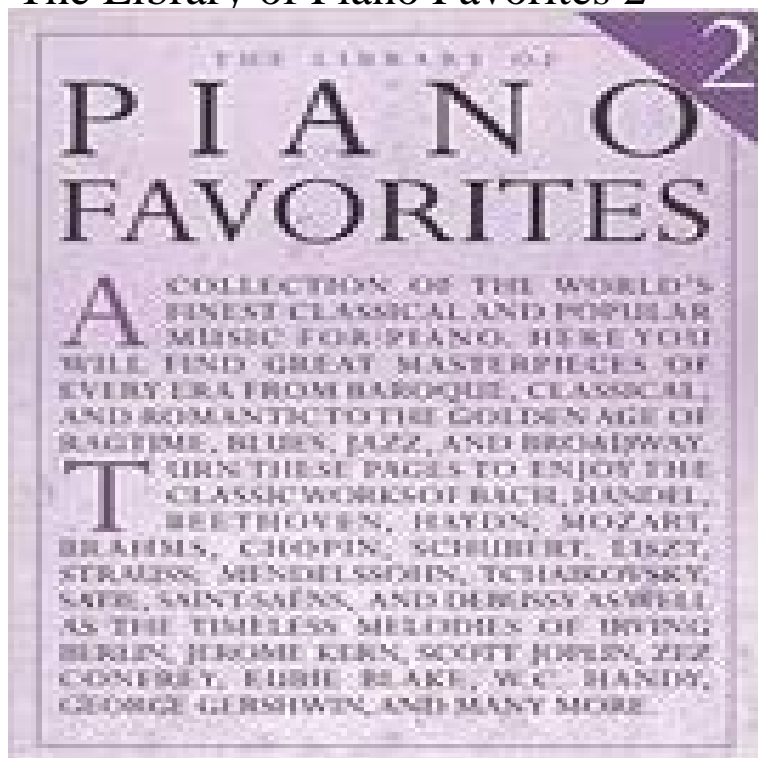 The Library of Piano Favorites 2
2
THE LIBRARY OF
PIANO
FAVORITES
A COLLECTION OF THE WORLD'S
FINEST CLASSICAL AND POPULAR
MUSIC FOR PIANO. HERE YOU
WILL FIND GREAT MASTERPIECES OF
EVERY ERA FROM BAROQUE, CLASSICAL,
AND ROMANTIC TO THE GOLDEN AGE OF
RAGTIME, BLUES, JAZZ, AND BROADWAY.
TURN THESE PAGES TO ENJOY THE
CLASSIC WORKS OF BACH, HANDEL,
BEETHOVEN, HAYDN, MOZART,
BRAHMS, CHOPIN, SCHUBERT, LISZT,
STRAUSS, MENDELSSOHN, TCHAIKOVSKY,
SATIE, SAINT-SAËNS, AND DEBUSSY AS WELL
AS THE TIMELESS MELODIES OF IRVING
BERLIN, JEROME KERN, SCOTT JOPLIN, ZEZ
CONFREY, EUBIE BLAKE, W.C. HANDY,
GEORGE GERSHWIN, AND MANY MORE.